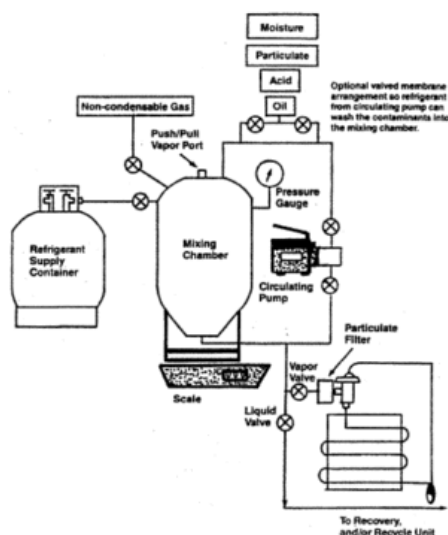 Moisture
Particulate
Acid
Oil
Optional valved membrane
arrangement so refrigerant
from circulating pump can
wash the contaminants into
the mixing chamber.
Non-condensable Gas
Push/Pull
Vapor Port
Pressure
Gauge
Refrigerant
Supply
Container
Mixing
Chamber
Circulating
Pump
Particulate
Filter
Vapor
Valve
Scale
Liquid
Valve
To Recovery,
and/or Recycle Unit